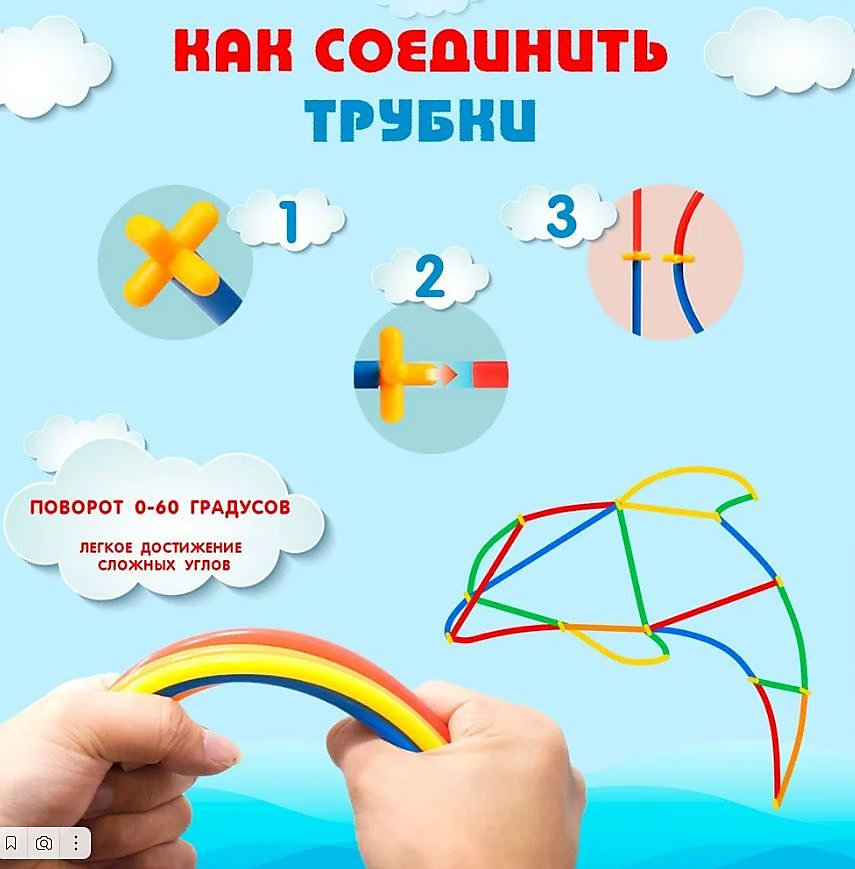 КАК СОЕДИНИТЬ
ТРУБКИ
1
2
3
ПОВОРОТ 0-60 ГРАДУСОВ
ЛЕГКОЕ ДОСТИЖЕНИЕ
СЛОЖНЫХ УГЛОВ